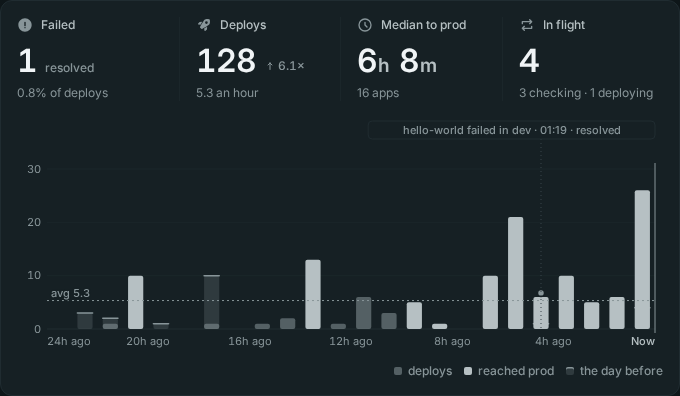 Failed
Deploys
Median to prod
In flight
1 resolved
128 ↑ 6.1×
6h 8m
4
0.8% of deploys
5.3 an hour
16 apps
3 checking · 1 deploying
hello-world failed in dev · 01:19 · resolved
30
20
10
avg 5.3
0
24h ago
20h ago
16h ago
12h ago
8h ago
4h ago
Now
deploys
reached prod
the day before